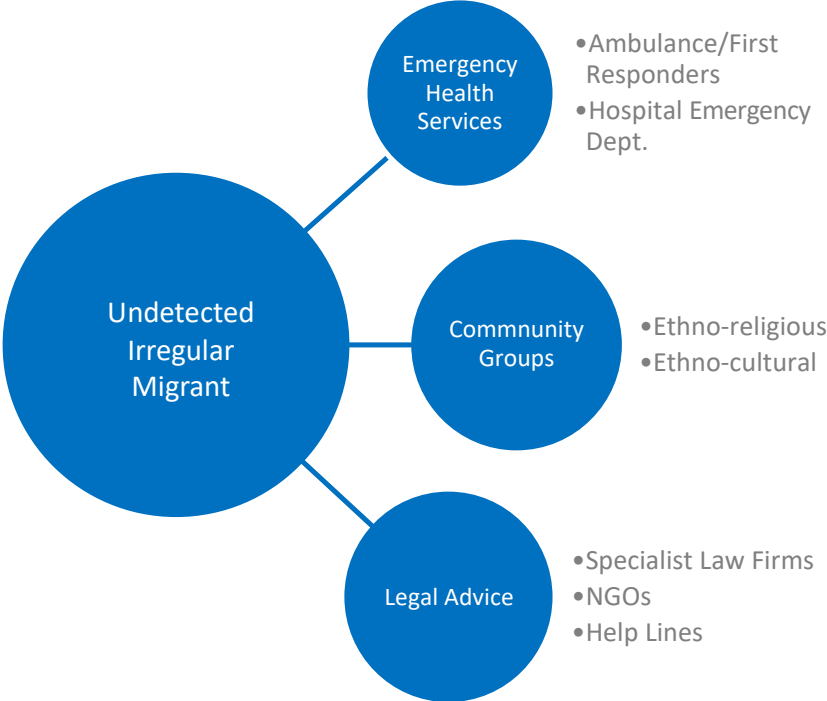 Emergency
Health
Services
•Ambulance/First
Responders
•Hospital Emergency
Dept.
Undetected
Irregular
Migrant
Commnunity
Groups
•Ethno-religious
•Ethno-cultural
Legal Advice
•Specialist Law Firms
•NGOs
•Help Lines